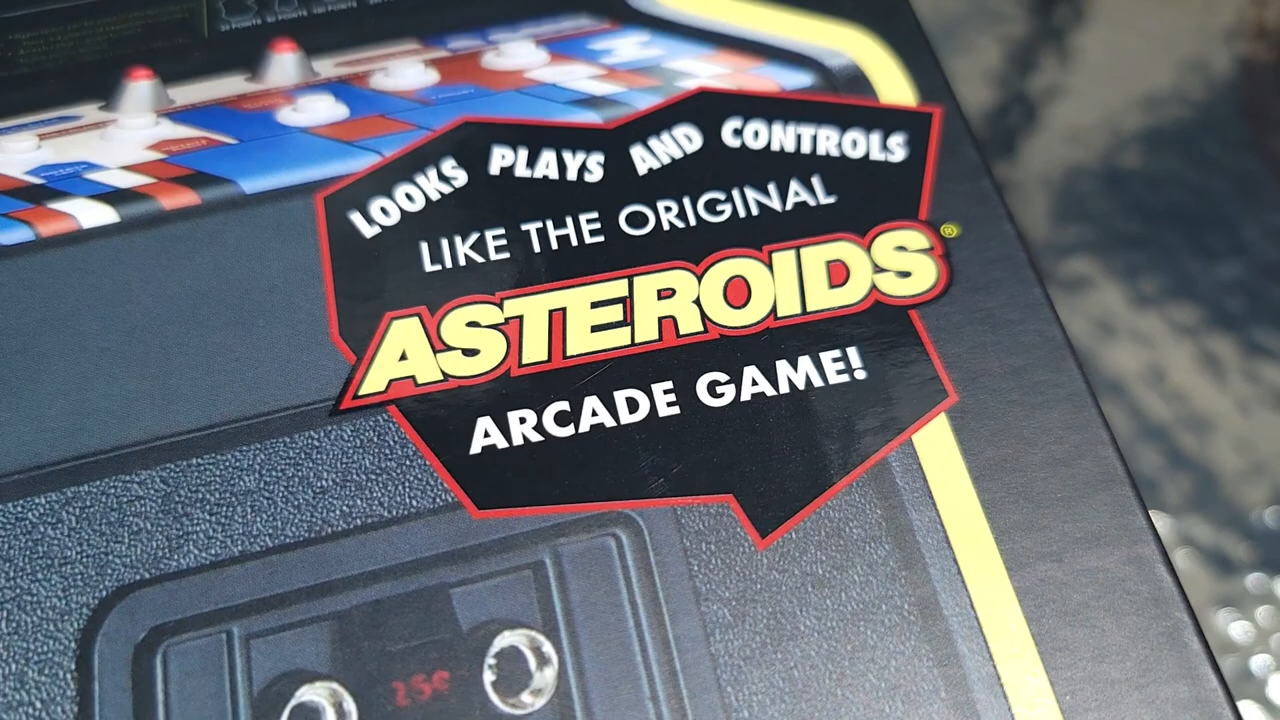 LOOKS PLAYS AND CONTROLS
LIKE THE ORIGINAL
ASTEROIDS®
ARCADE GAME!
25¢